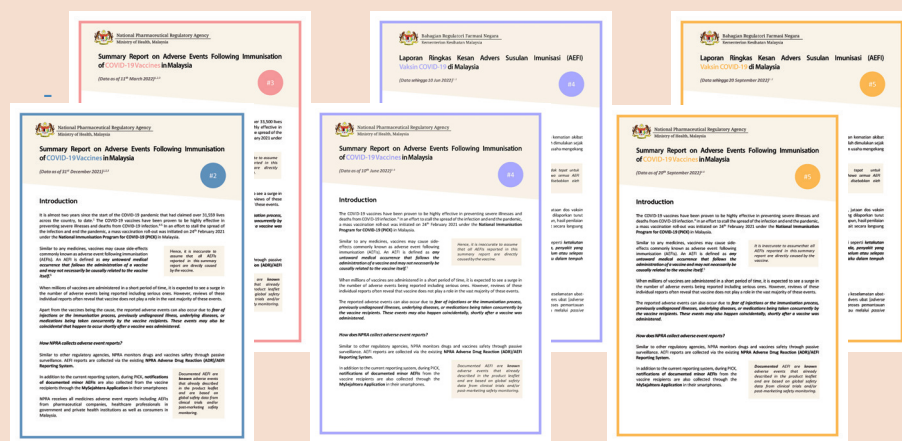 National Pharmaceutical Regulatory Agency
Ministry of Health, Malaysia
Summary Report on Adverse Events Following Immunisation
of COVID-19 Vaccines in Malaysia
(Data as of 15th March 2022)
#3
Bahagian Regulatori Farmasi Negara
Kementerian Kesihatan Malaysia
Laporan Ringkas Kesan Advers Susulan Imunisasi (AEFI)
Vaksin COVID-19 di Malaysia
(Data sehingga 10 Jun 2022)
#4
Bahagian Regulatori Farmasi Negara
Kementerian Kesihatan Malaysia
Laporan Ringkas Kesan Advers Susulan Imunisasi (AEFI)
Vaksin COVID-19 di Malaysia
(Data sehingga 20 September 2022)
#5
National Pharmaceutical Regulatory Agency
Ministry of Health, Malaysia
Summary Report on Adverse Events Following Immunisation
of COVID-19 Vaccines in Malaysia
(Data as of 31st December 2021)
#2
Introduction
It is almost two years since the start of the COVID-19 pandemic that had claimed over 31,550 lives
across the country, to date. The COVID-19 vaccines have been proven to be highly effective in
preventing severe illnesses and deaths from COVID-19 infection. In an effort to stall the spread of
the infection and end the pandemic, a mass vaccination roll-out was initiated on 24th February 2021
under the National Immunisation Program for COVID-19 (PICK) in Malaysia.
Similar to any medicines, vaccines may cause side-effects
commonly known as adverse events following immunisation
(AEFIs). An AEFI is defined as any untoward medical
occurrence that follows the administration of a vaccine
and may not necessarily be causally related to the vaccine
itself.
Hence, it is inaccurate to
assume that all AEFIs
reported in this summary
report are directly caused
by the vaccine.
When millions of vaccines are administered in a short period of time, it is expected to see a surge in
the number of adverse events being reported including serious ones. However, reviews of these
individual reports often reveal that vaccine does not play a role in the vast majority of these events.
Apart from the vaccines being the cause, the reported adverse events can also occur due to fear of
injections or the immunisation process, previously undiagnosed illness, underlying diseases, or
medications being taken concurrently by the vaccine recipients. These events may also be
coincidental that happen to occur shortly after a vaccine was administered.
How NPRA collects adverse event reports?
Similar to other regulatory agencies, NPRA monitors drugs and vaccines safety through passive
surveillance. AEFI reports are collected via the existing NPRA Adverse Drug Reaction (ADR)/AEFI
Reporting System.
In addition to the current reporting system, during PICK, notifications
of documented minor AEFIs are also collected from the vaccine
recipients through the MySejahtera Application in their smartphones
NPRA receives all medicines adverse event reports including AEFIs
from pharmaceutical companies, healthcare professionals in
government and private health institutions as well as consumers in
Malaysia.
Documented AEFI are known
adverse events that already
described in the product leaflet
and are based on
global safety data from
clinical trials and/or
post-marketing safety
monitoring.
National Pharmaceutical Regulatory Agency
Ministry of Health, Malaysia
Summary Report on Adverse Events Following Immunisation
of COVID-19 Vaccines in Malaysia
(Data as of 10th June 2022)
#4
Introduction
The COVID-19 vaccines have been proven to be highly effective in preventing severe illnesses and
deaths from COVID-19 infection. In an effort to stall the spread of the infection and end the pandemic,
a mass vaccination roll-out was initiated on 24th February 2021 under the National Immunisation
Program for COVID-19 (PICK) in Malaysia.
Similar to any medicines, vaccines may cause side
effects commonly known as adverse event following
immunisation (AEFIs). An AEFI is defined as any
untoward medical occurrence that follows the
administration of a vaccine and may not necessarily be
causally related to the vaccine itself.
Hence, it is inaccurate to assume
that all AEFIs reported in this
summary report are directly
caused by the vaccine.
When millions of vaccines are administered in a short period of time, it is expected to see a surge in
the number of adverse events being reported including serious ones. However, reviews of these
individual reports often reveal that vaccine does not play a role in the vast majority of these events.
The reported adverse events can also occur due to fear of injections or the immunisation process,
previously undiagnosed illnesses, underlying diseases, or medications being taken concurrently by
the vaccine recipients. These events may also happen coincidentally, shortly after a vaccine was
administered.
How does NPRA collect adverse event reports?
Similar to other regulatory agencies, NPRA monitors drugs and vaccines safety through passive
surveillance. AEFI reports are collected via the existing NPRA Adverse Drug Reaction (ADR)/AEFI
Reporting System.
In addition to the current reporting system, during PICK, notifications
of documented minor AEFIs from the
vaccine recipients are also collected through the
MySejahtera Application in their smartphones.
Documented AEFI are known
adverse events that already
described in the product leaflet
and are based on global safety
data from clinical trials and/or
post-marketing safety monitoring.
National Pharmaceutical Regulatory Agency
Ministry of Health, Malaysia
Summary Report on Adverse Events Following Immunisation
of COVID-19 Vaccines in Malaysia
(Data as of 20th September 2022)
#5
Introduction
The COVID-19 vaccines have been proven to be highly effective in preventing severe illnesses and
deaths from COVID-19 infection. In an effort to stall the spread of the infection and end the pandemic,
a mass vaccination roll-out was initiated on 24th February 2021 under the National Immunisation
Program for COVID-19 (PICK) in Malaysia.
Similar to any medicines, vaccines may cause side
effects commonly known as adverse event following
immunisation (AEFIs). An AEFI is defined as any
untoward medical occurrence that follows the
administration of a vaccine and may not necessarily be
causally related to the vaccine itself.
It is inaccurate to assume that all
AEFIs reported in this summary
report are directly caused by the
vaccine.
When millions of vaccines are administered in a short period of time, it is expected to see a surge in
the number of adverse events being reported including serious ones. However, reviews of these
individual reports often reveal that vaccine does not play a role in the vast majority of these events.
The reported adverse events can also occur due to fear of injections or the immunisation process,
previously undiagnosed illnesses, underlying diseases, or medications being taken concurrently by
the vaccine recipients. These events may also happen coincidentally, shortly after a vaccine was
administered.
How does NPRA collect adverse event reports?
Similar to other regulatory agencies, NPRA monitors drugs and vaccines safety through passive
surveillance. AEFI reports are collected via the existing NPRA Adverse Drug Reaction (ADR)/AEFI
Reporting System.
In addition to the current reporting system, during PICK, notifications
of documented minor AEFIs from the
vaccine recipients are also collected through the
MySejahtera Application in their smartphones.
Documented AEFI are known
adverse events that already
described in the product leaflet
and are based on global safety
data from clinical trials and/or
post-marketing safety monitoring.